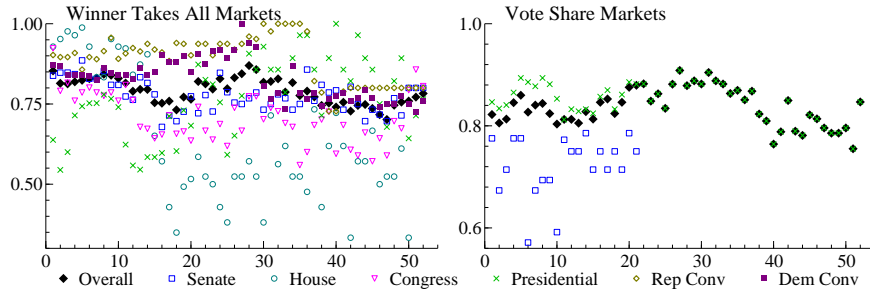 Winner Takes All Markets
1.00
0.75
0.50
0 10 20 30 40 50
Vote Share Markets
1.0
0.8
0.6
0 10 20 30 40 50
Overall Senate House Congress Presidential Rep Conv Dem Conv